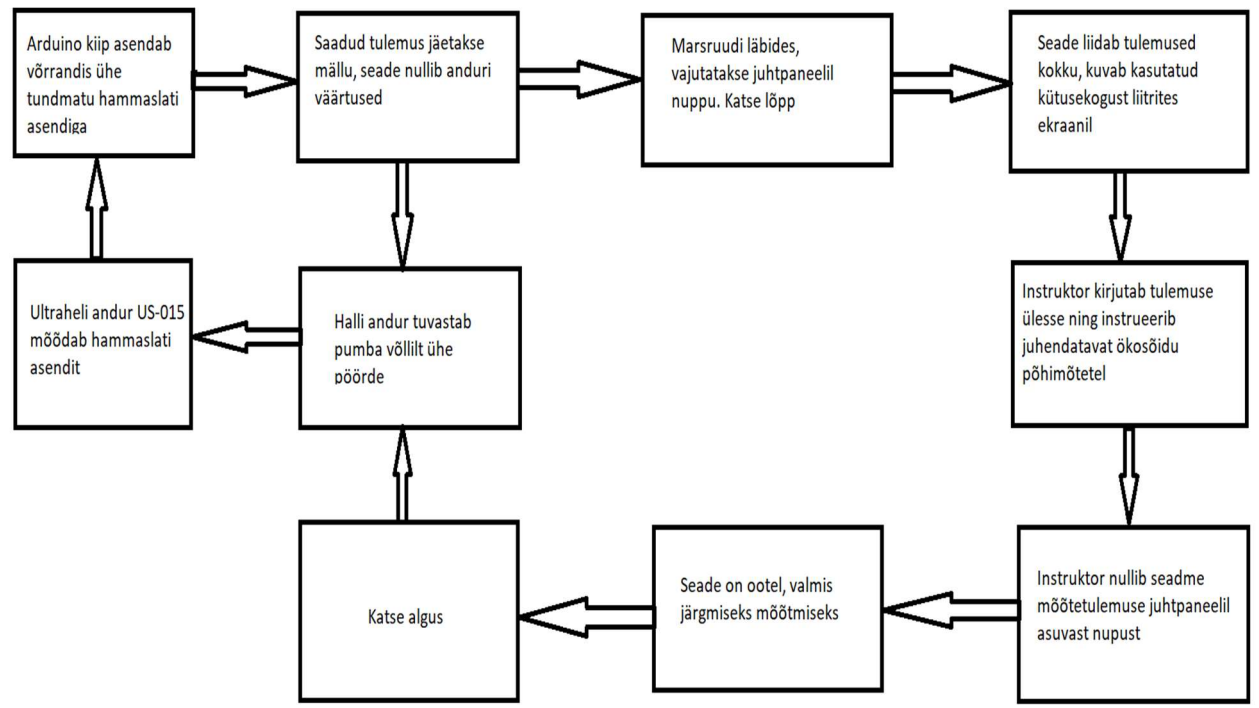 Arduino kiip asendab
võrrandis ühe
tundmatu hammaslati
asendiga
Saadud tulemus jäetakse
mällu, seade nullib anduri
väärtused
Marsruudi läbides,
vajutatakse juhtpaneelil
nuppu. Katse lõpp
Seade liidab tulemused
kokku, kuvab kasutatud
kütusekogust liitrites
ekraanil
Ultraheli andur US-015
mõõdab hammaslati
asendit
Halli andur tuvastab
pumba võllilt ühe
pöörde
Instruktor kirjutab tulemuse
ülesse ning instrueerib
juhendatavat ökosõidu
põhimõtetel
Katse algus
Seade on ootel, valmis
järgmiseks mõõtmiseks
Instruktor nullib seadme
mõõtetulemuse juhtpaneelil
asuvast nupust